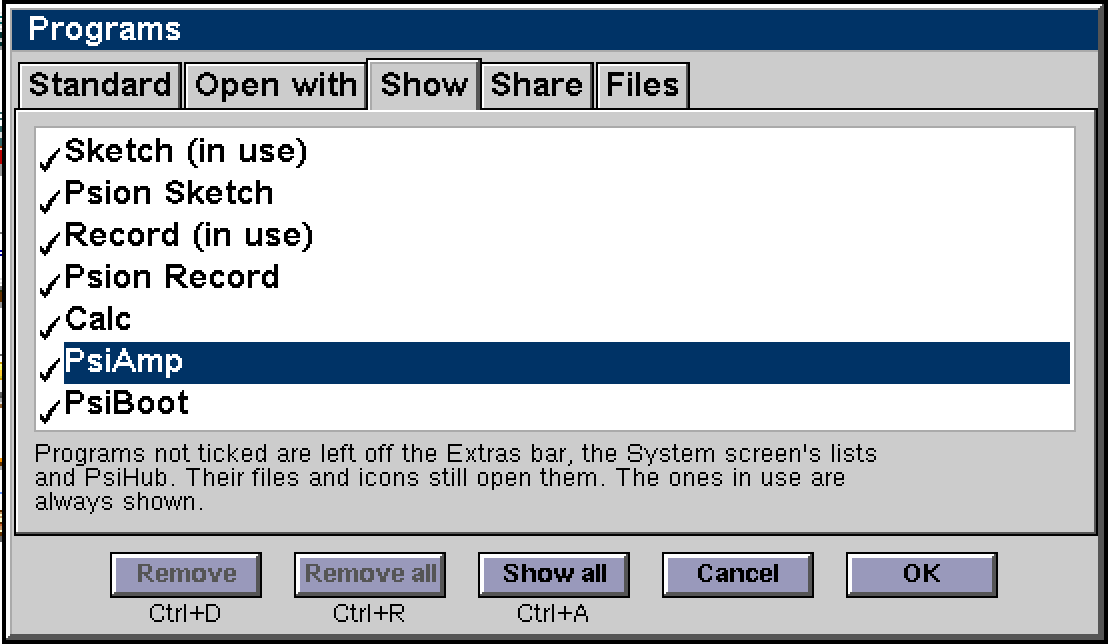 Programs
Standard
Open with
Show
Share
Files
Sketch (in use)
Psion Sketch
Record (in use)
Psion Record
Calc
PsiAmp
PsiBoot
Programs not ticked are left off the Extras bar, the System screen's lists
and PsiHub. Their files and icons still open them. The ones in use are
always shown.
Remove
Remove all
Show all
Cancel
OK
Ctrl+D
Ctrl+R
Ctrl+A